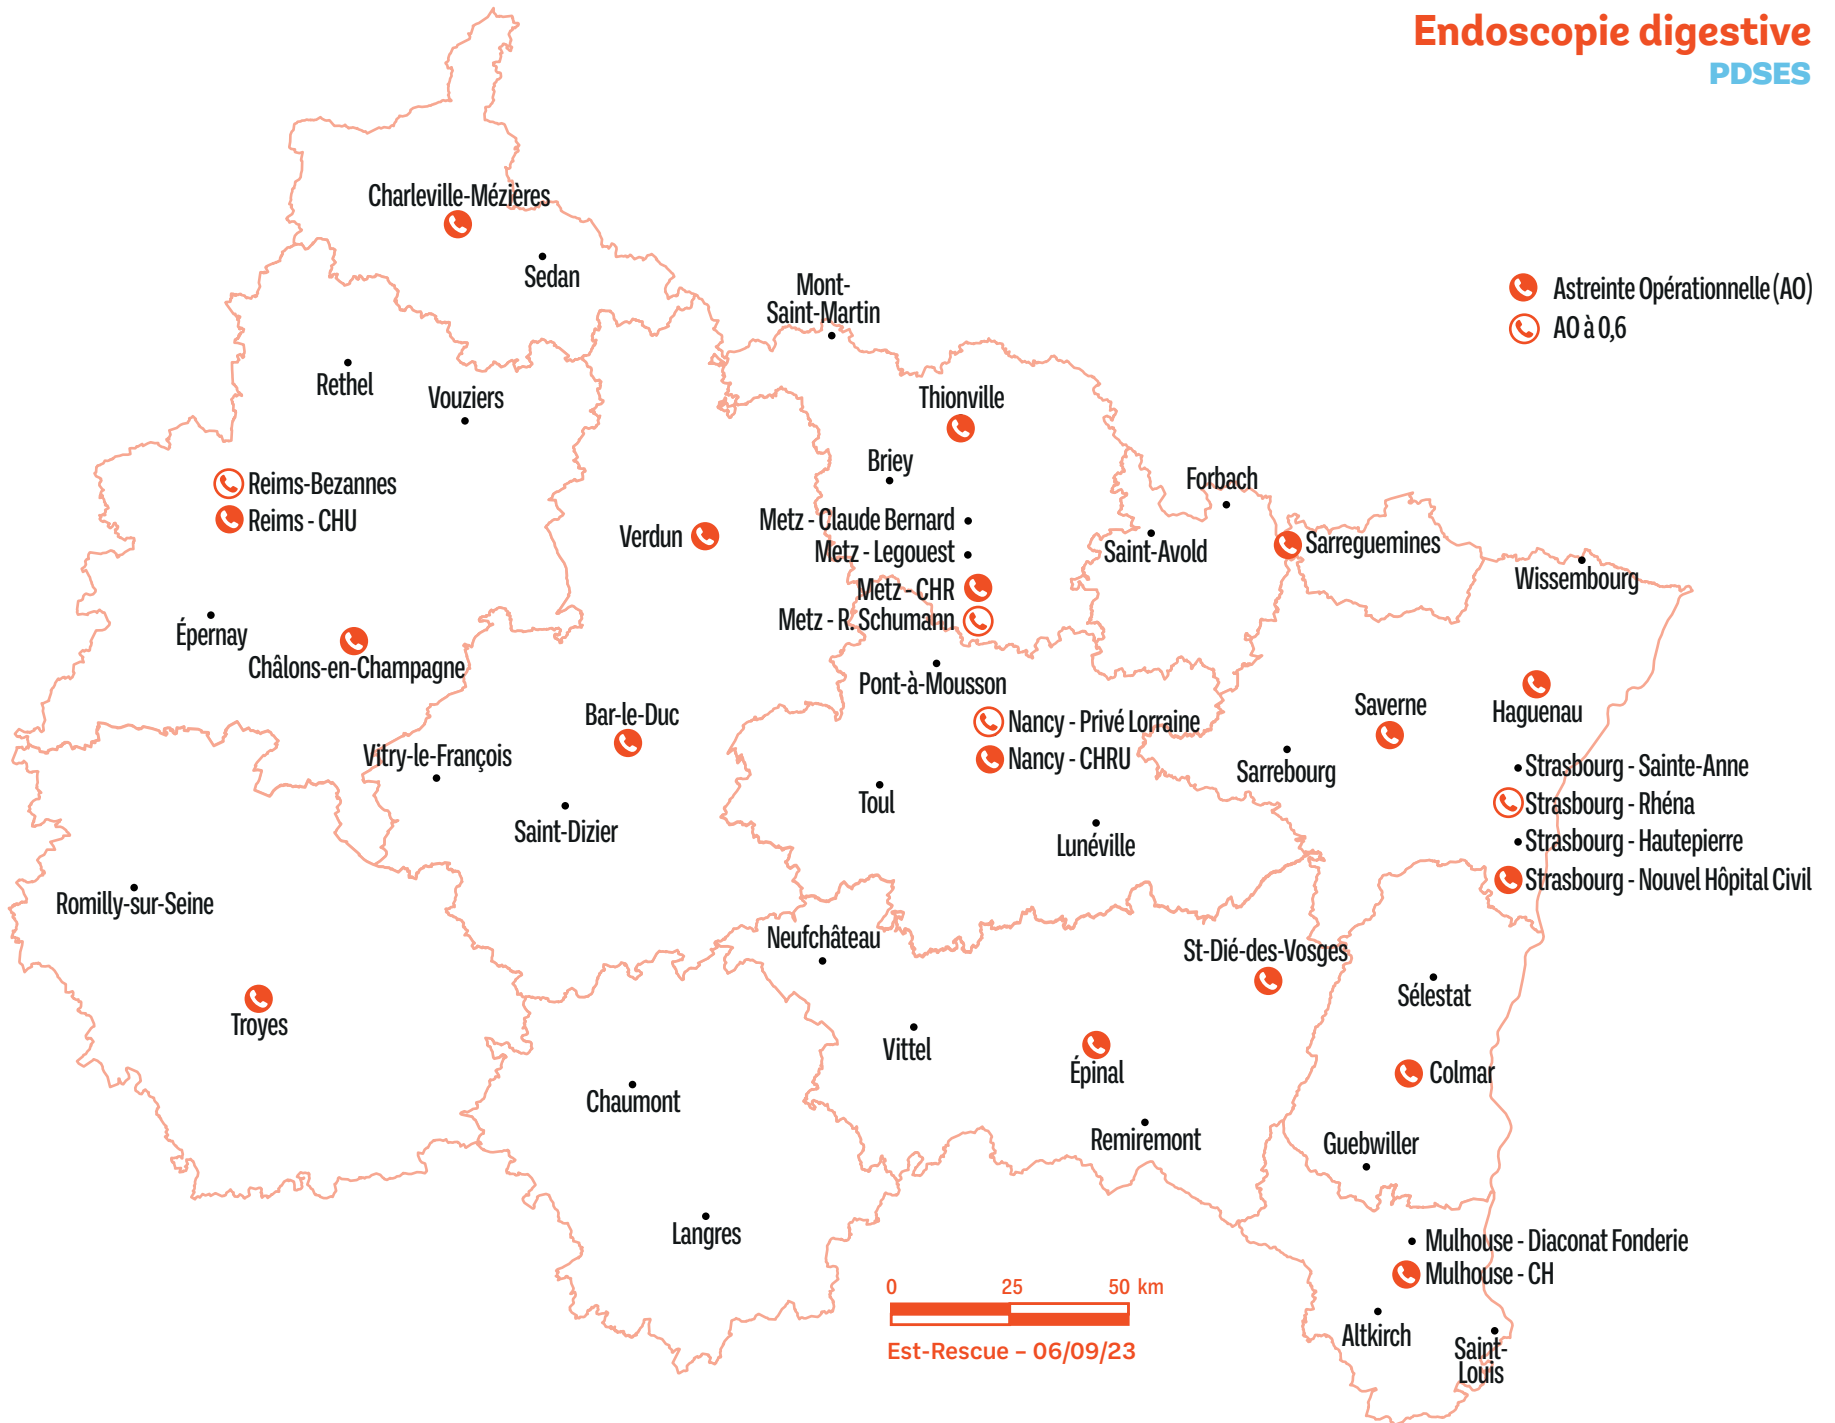 Endoscopie digestive
PDSES
Charleville-Mézières
Sedan
Mont-
Saint-Martin
Astreinte Opérationnelle (AO)
AO à 0,6
Rethel
Vouziers
Thionville
Briey
Forbach
Reims-Bezannes
Reims - CHU
Verdun
Metz - Claude Bernard
Metz - Legouest
Metz - CHR
Metz - R. Schumann
Saint-Avold
Sarreguemines
Wissembourg
Épernay
Châlons-en-Champagne
Pont-à-Mousson
Bar-le-Duc
Nancy - Privé Lorraine
Nancy - CHRU
Saverne
Haguenau
Vitry-le-François
Sarrebourg
Strasbourg - Sainte-Anne
Strasbourg - Rhéna
Strasbourg - Hautepierre
Strasbourg - Nouvel Hôpital Civil
Toul
Saint-Dizier
Lunéville
Romilly-sur-Seine
Neufchâteau
St-Dié-des-Vosges
Sélestat
Troyes
Vittel
Épinal
Colmar
Chaumont
Remiremont
Guebwiller
Langres
Mulhouse - Diaconat Fonderie
Mulhouse - CH
0 25 50 km
Est-Rescue – 06/09/23
Altkirch
Saint-
Louis